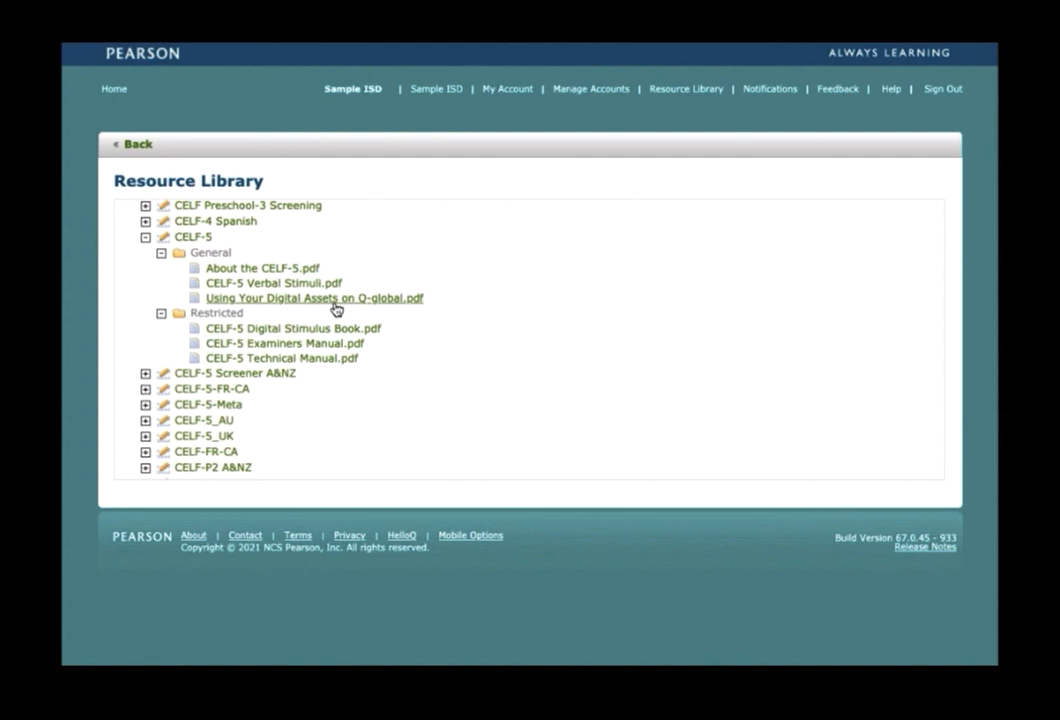 PEARSON ALWAYS LEARNING
Home Sample ISD | Sample ISD | My Account | Manage Accounts | Resource Library | Notifications | Feedback | Help | Sign Out
« Back
Resource Library
CELF Preschool-3 Screening
CELF-4 Spanish
CELF-5
General
About the CELF-5.pdf
CELF-5 Verbal Stimuli.pdf
Using Your Digital Assets on Q-global.pdf
Restricted
CELF-5 Digital Stimulus Book.pdf
CELF-5 Examiners Manual.pdf
CELF-5 Technical Manual.pdf
CELF-5 Screener A&NZ
CELF-5-FR-CA
CELF-5-Meta
CELF-5_AU
CELF-5_UK
CELF-FR-CA
CELF-P2 A&NZ
PEARSON About | Contact | Terms | Privacy | HelloQ | Mobile Options
Copyright © 2021 NCS Pearson, Inc. All rights reserved.
Build Version 67.0.45 - 933
Release Notes